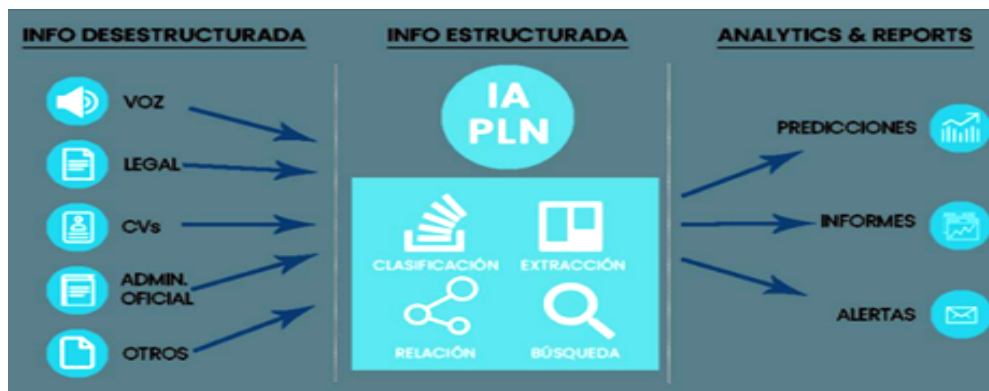 INFO DESESTRUCTURADA
VOZ
LEGAL
CVs
ADMIN.
OFICIAL
OTROS
INFO ESTRUCTURADA
IA
PLN
CLASIFICACIÓN
EXTRACCIÓN
RELACIÓN
BÚSQUEDA
ANALYTICS & REPORTS
PREDICCIONES
INFORMES
ALERTAS